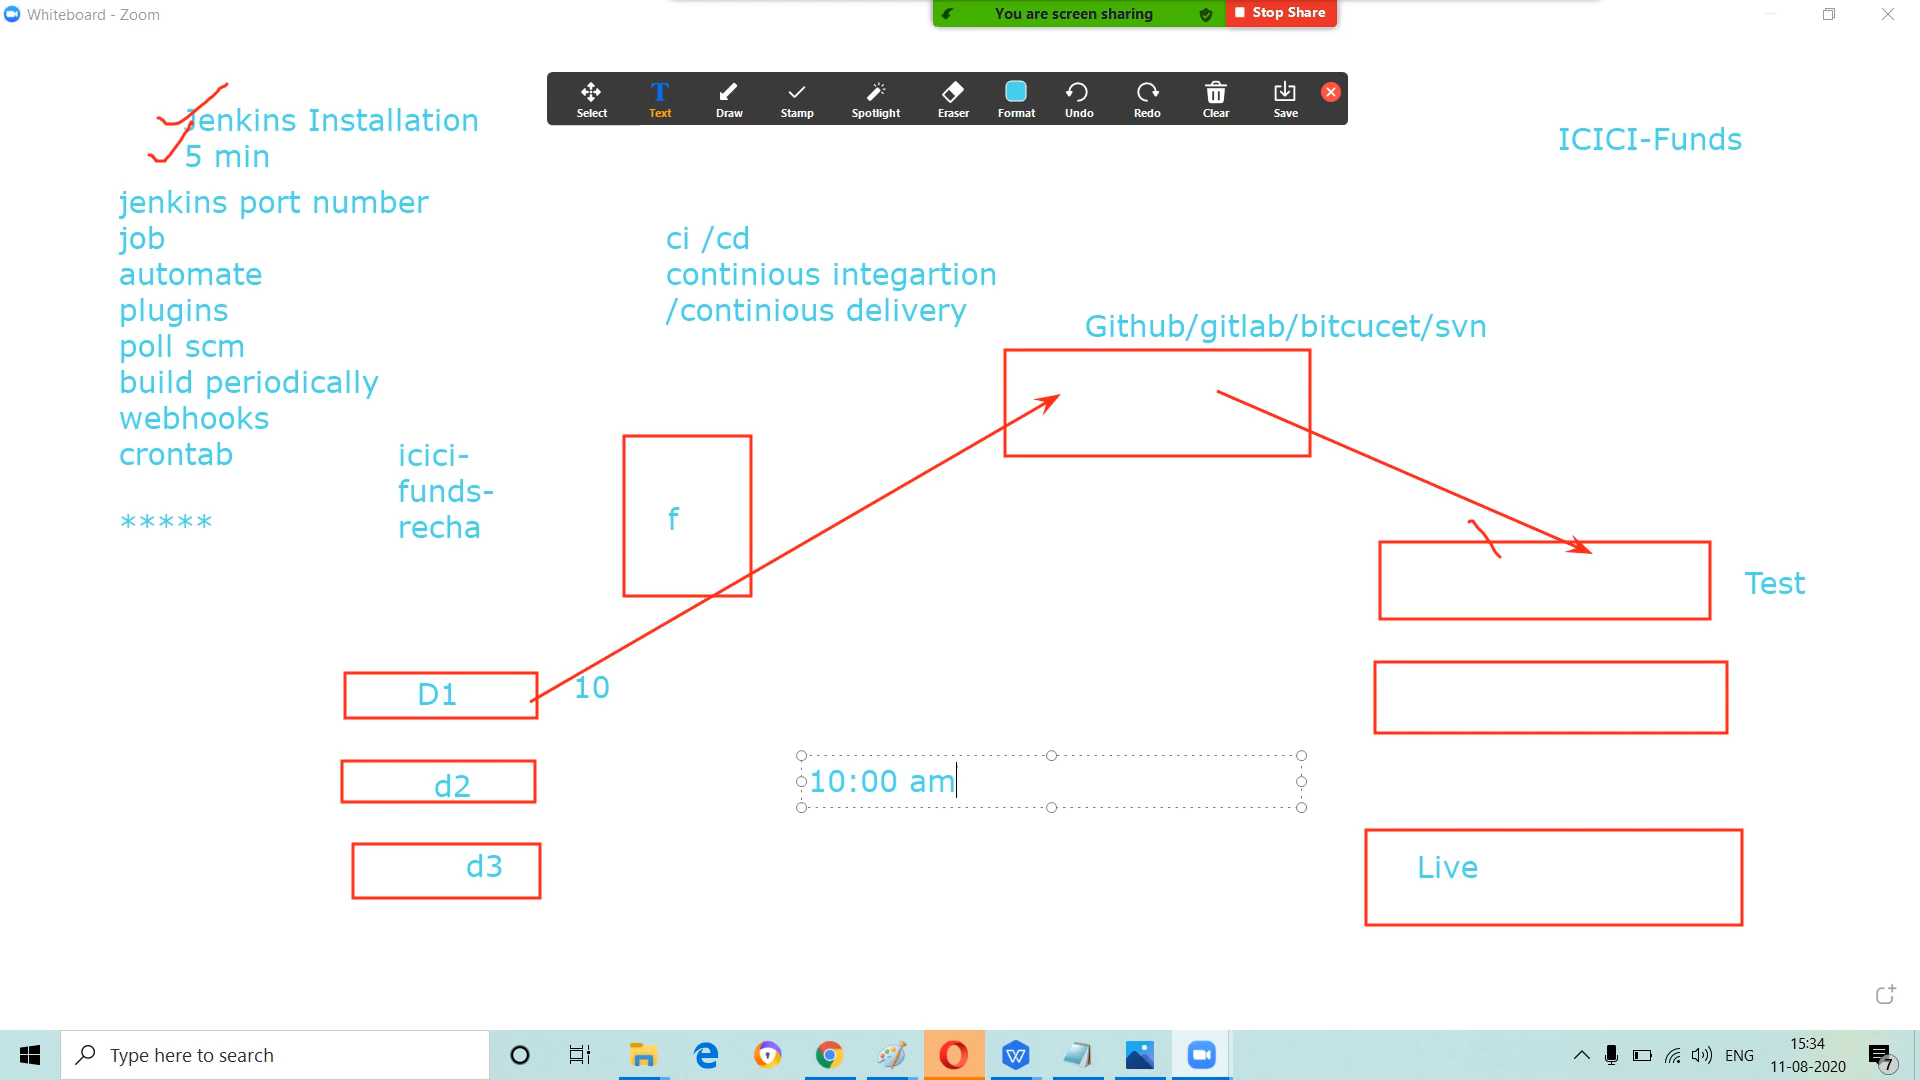 Whiteboard - Zoom
You are screen sharing
Stop Share
Select
Text
Draw
Stamp
Spotlight
Eraser
Format
Undo
Redo
Clear
Save
Jenkins Installation
5 min
ICICI-Funds
jenkins port number
job
automate
plugins
poll scm
build periodically
webhooks
crontab
*****
ci /cd
continious integartion
/continious delivery
Github/gitlab/bitcucet/svn
icici-
funds-
recha
f
Test
D1
10
d2
10:00 am
d3
Live
Type here to search
ENG
15:34
11-08-2020
7